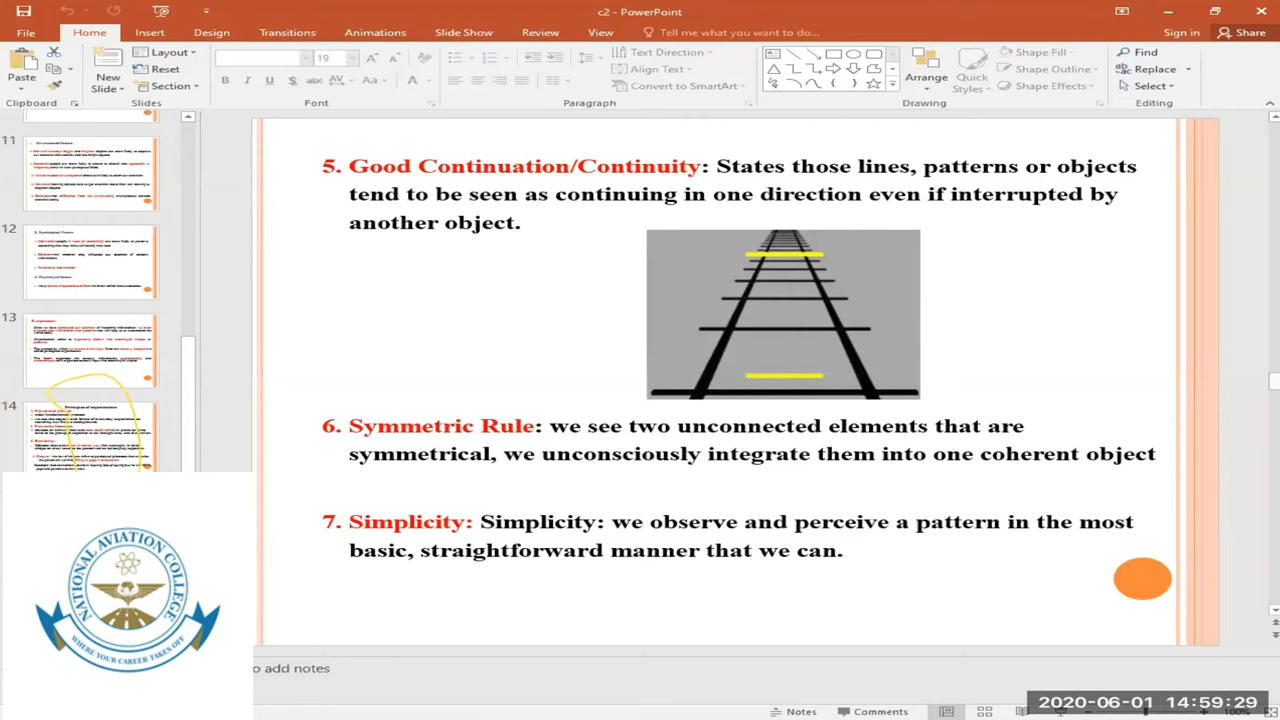 c2 - PowerPoint
File Home Insert Design Transitions Animations Slide Show Review View Tell me what you want to do... Sign in Share
Paste
Clipboard
New
Slide
Layout
Reset
Section
Slides
19
B I U S abc AV Aa A
Font
Text Direction
Align Text
Convert to SmartArt
Paragraph
Arrange
Quick
Styles
Shape Fill
Shape Outline
Shape Effects
Drawing
Find
Replace
Select
Editing
11
12
13
14
5. Good Continuation/Continuity: States those lines, patterns or objects
tend to be seen as continuing in one direction even if interrupted by
another object.
6. Symmetric Rule: we see two unconnected elements that are
symmetrical, we unconsciously integrate them into one coherent object
7. Simplicity: Simplicity: we observe and perceive a pattern in the most
basic, straightforward manner that we can.
NATIONAL AVIATION COLLEGE
WHERE YOUR CAREER TAKES OFF
to add notes
2020-06-01 14:59:29
Notes Comments
100%